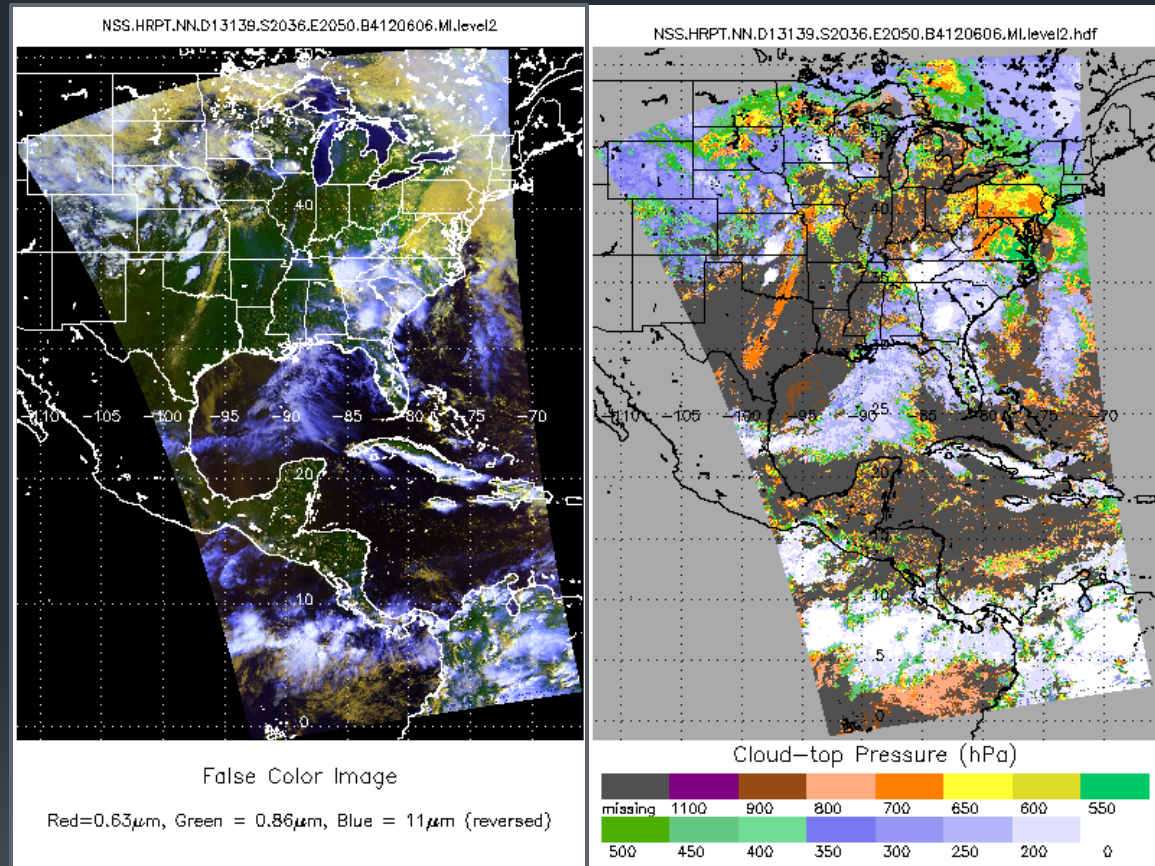 NSS.HRPT.NN.D13139.S2036.E2050.B4120606.MI.level2
40
-110 -105 -100 -95 -90 -85 -80 -75 -70
20
10
0
False Color Image
Red=0.63μm, Green = 0.86μm, Blue = 11μm (reversed)
NSS.HRPT.NN.D13139.S2036.E2050.B4120606.MI.level2.hdf
40
-110 -105 -100 -95 -90 25 -85 -80 -75 -70
20
15
10
5
0
Cloud-top Pressure (hPa)
missing 1100 900 800 700 650 600 550
500 450 400 350 300 250 200 0